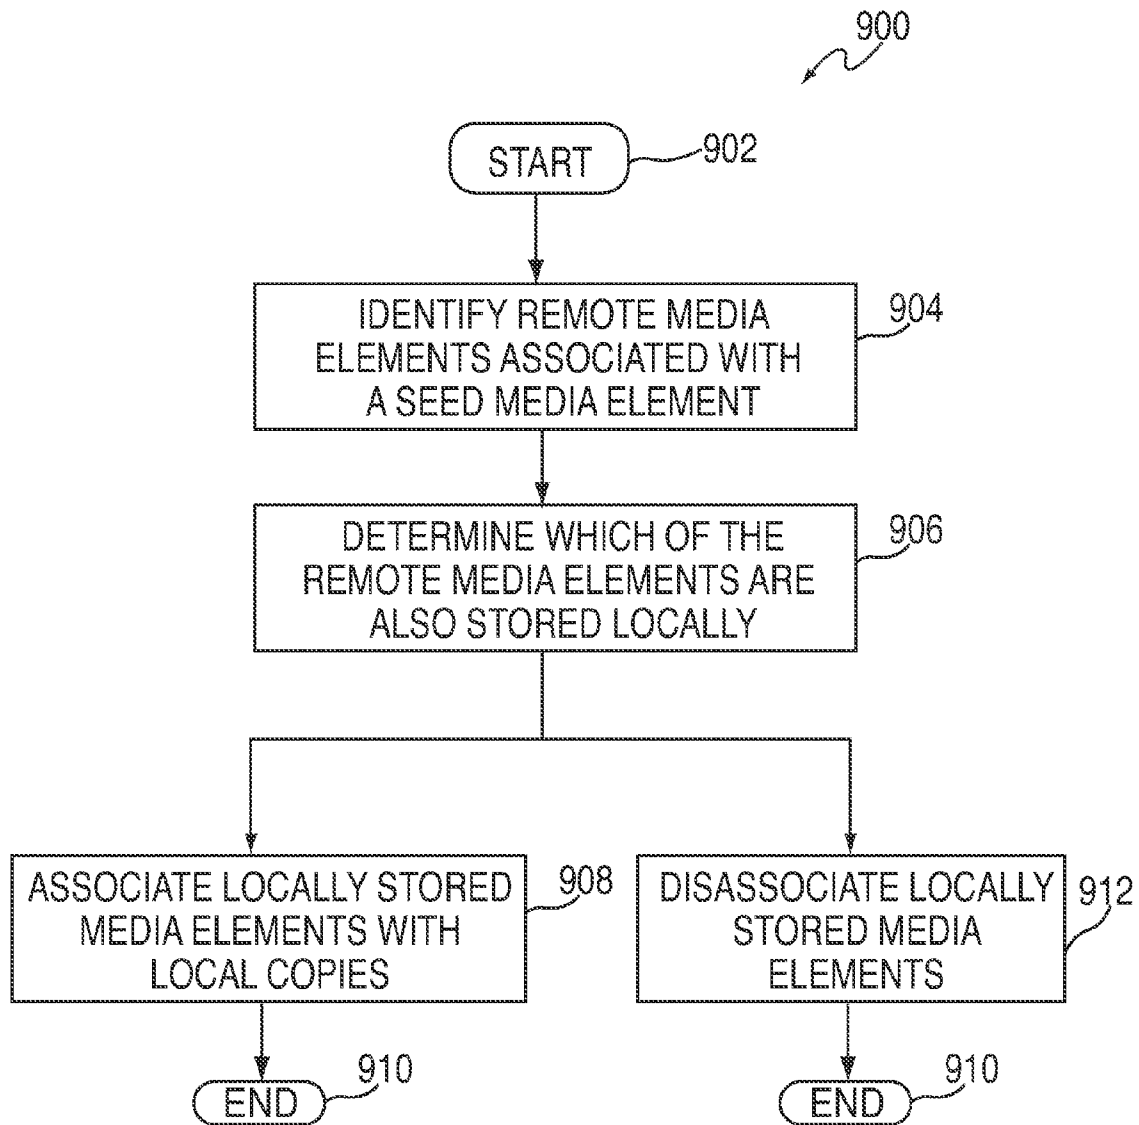 900
START
902
IDENTIFY REMOTE MEDIA
ELEMENTS ASSOCIATED WITH
A SEED MEDIA ELEMENT
904
DETERMINE WHICH OF THE
REMOTE MEDIA ELEMENTS ARE
ALSO STORED LOCALLY
906
ASSOCIATE LOCALLY STORED
MEDIA ELEMENTS WITH
LOCAL COPIES
908
DISASSOCIATE LOCALLY
STORED MEDIA
ELEMENTS
912
END
910
END
910